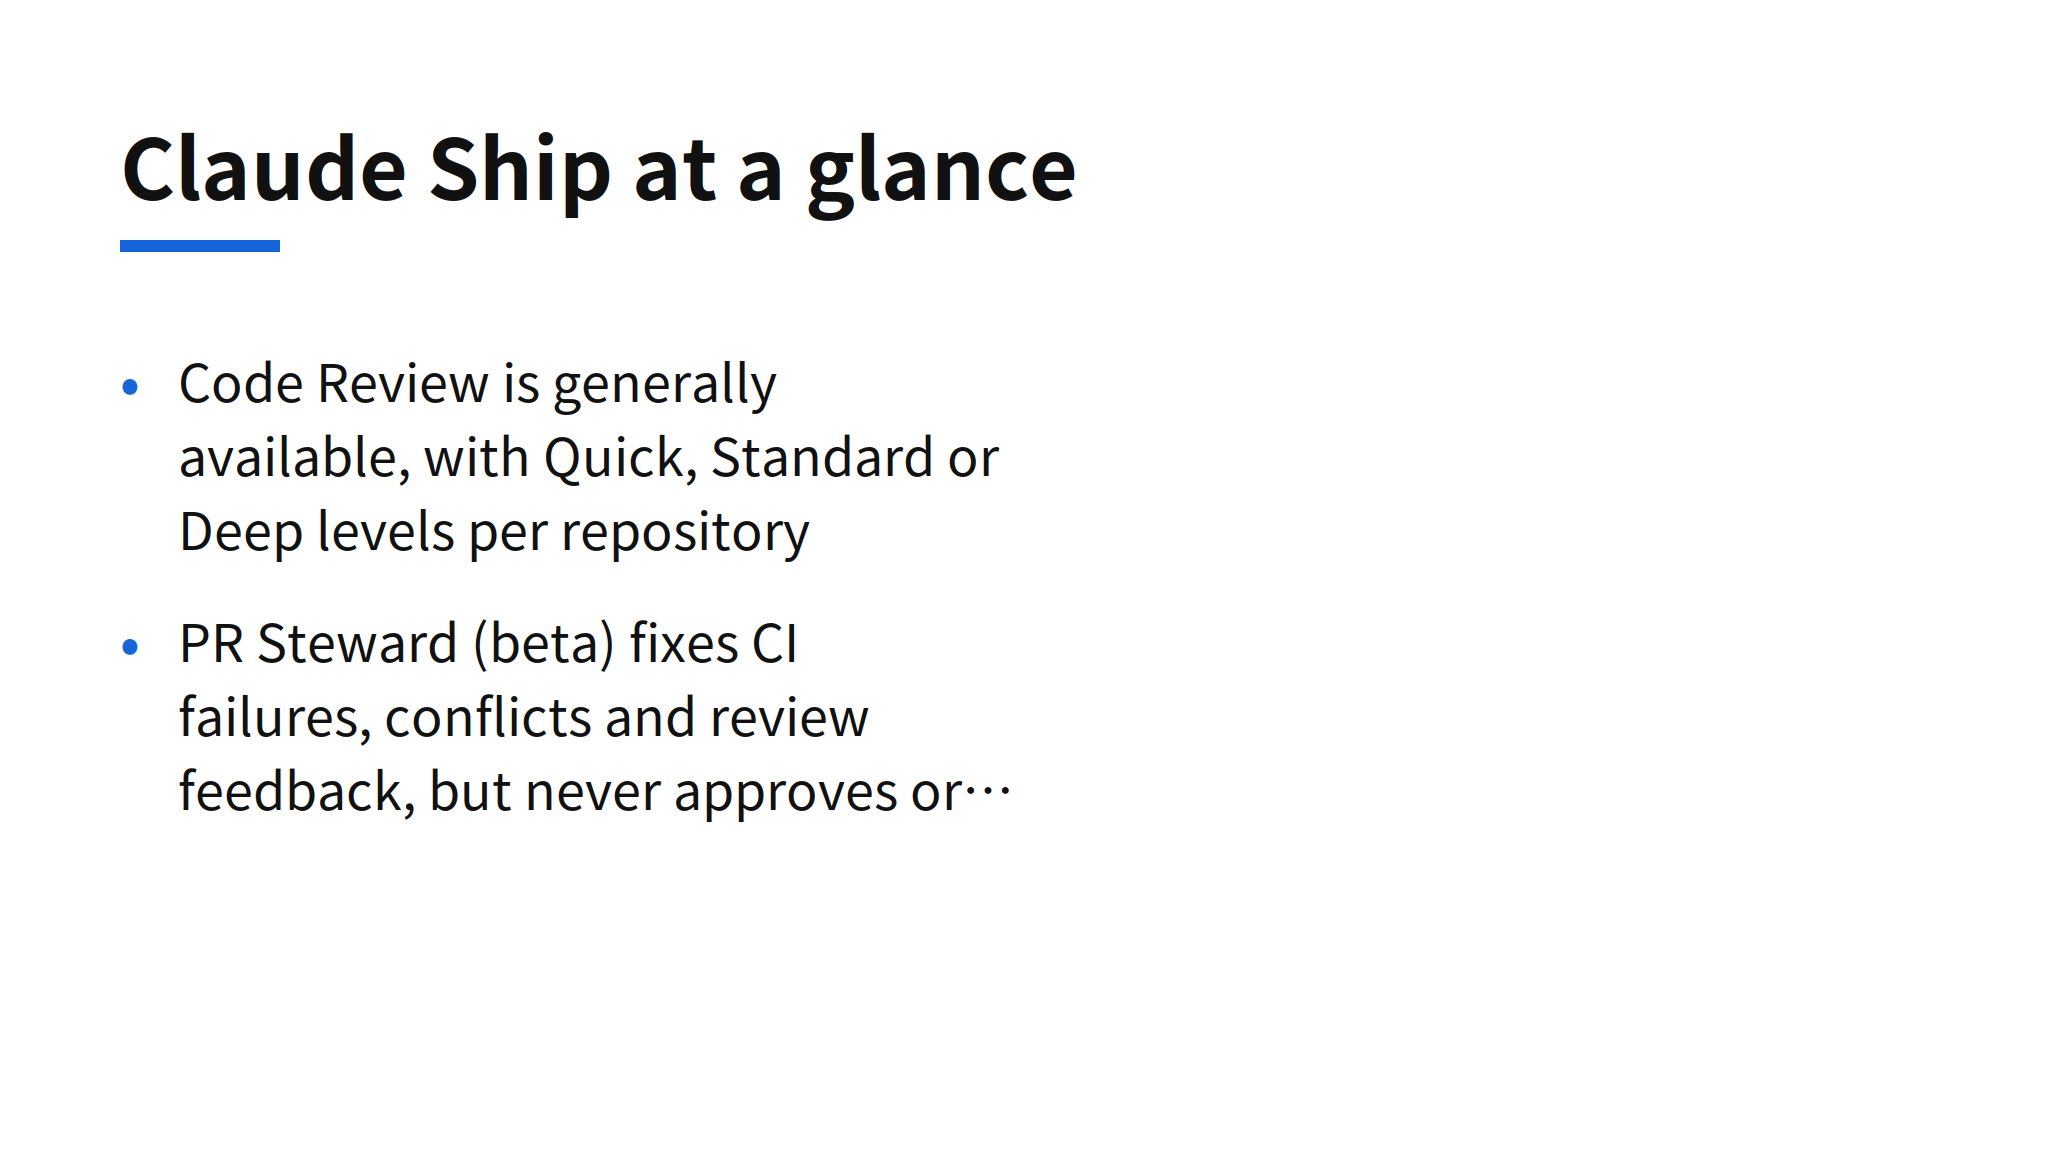 Claude Ship at a glance
• Code Review is generally
available, with Quick, Standard or
Deep levels per repository
• PR Steward (beta) fixes CI
failures, conflicts and review
feedback, but never approves or…